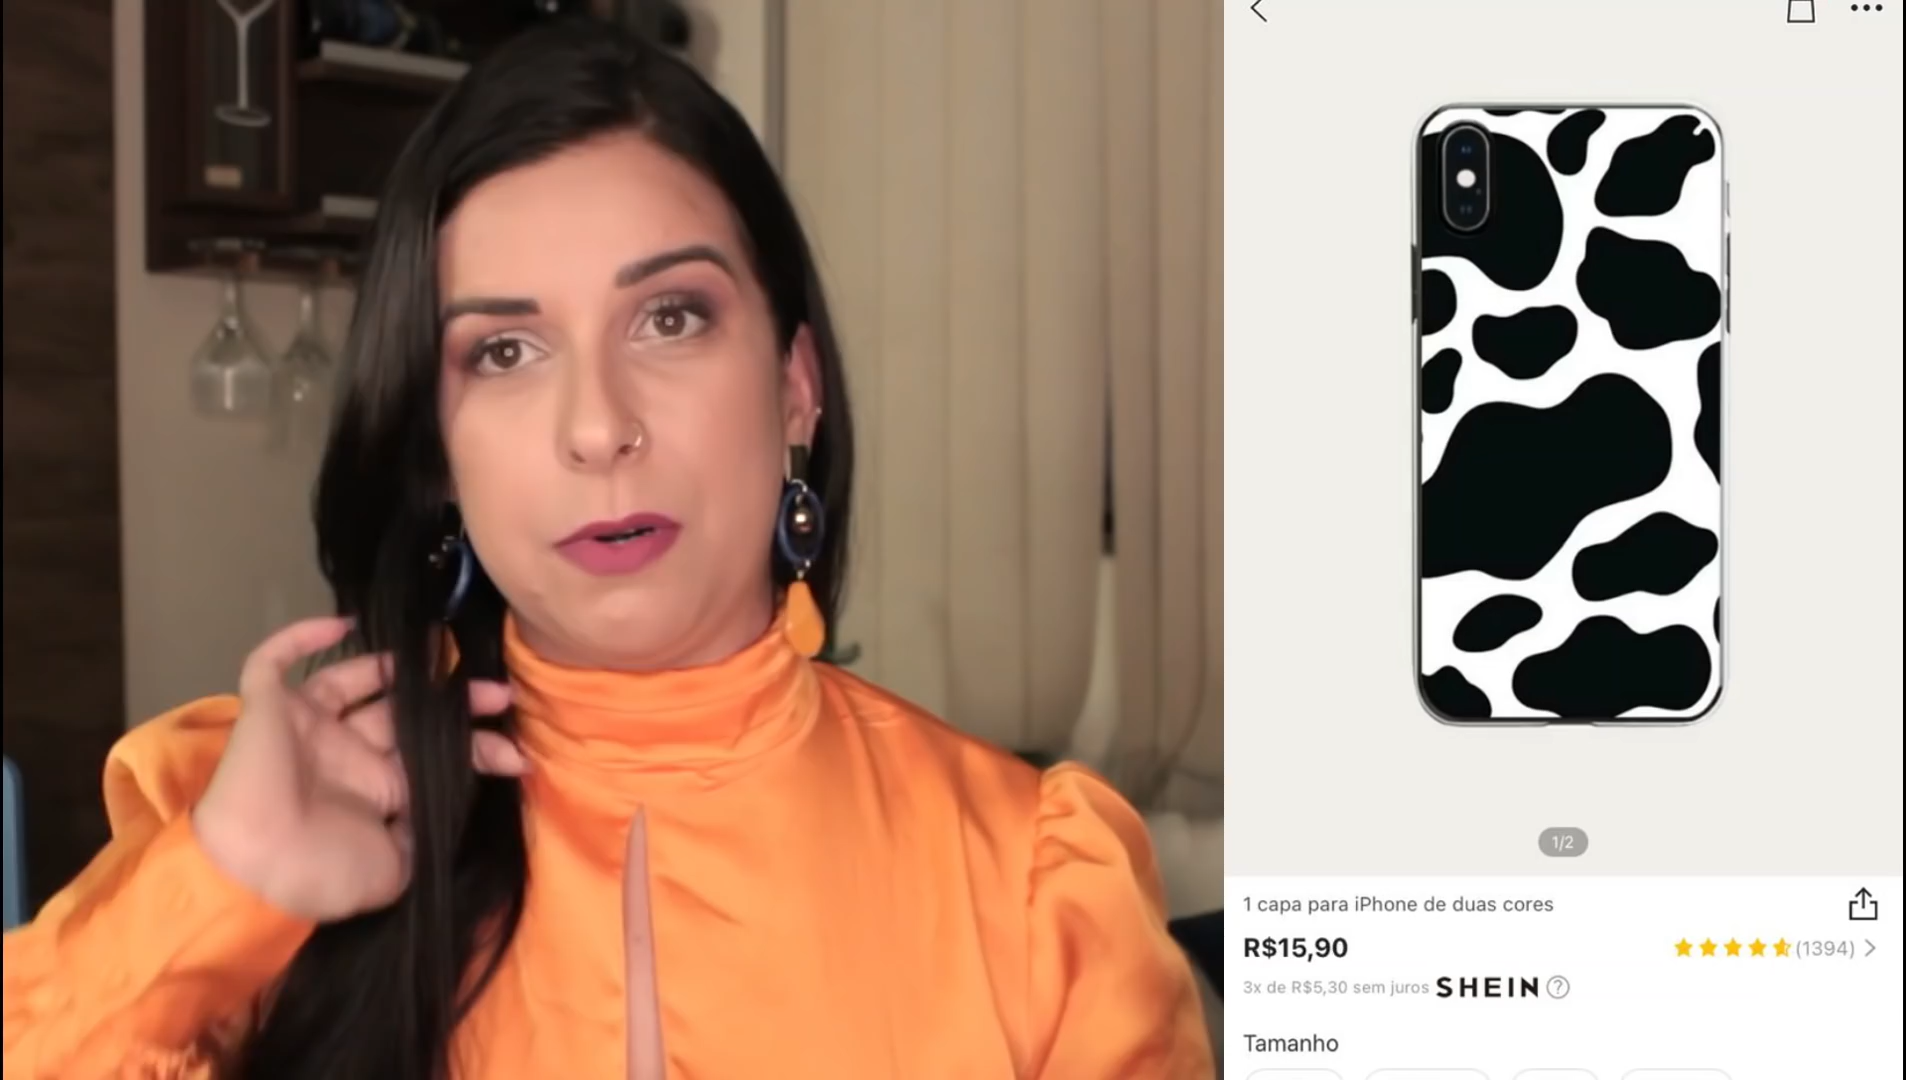 1/2
1 capa para iPhone de duas cores
R$15,90
(1394)
3x de R$5,30 sem juros SHEIN ?
Tamanho